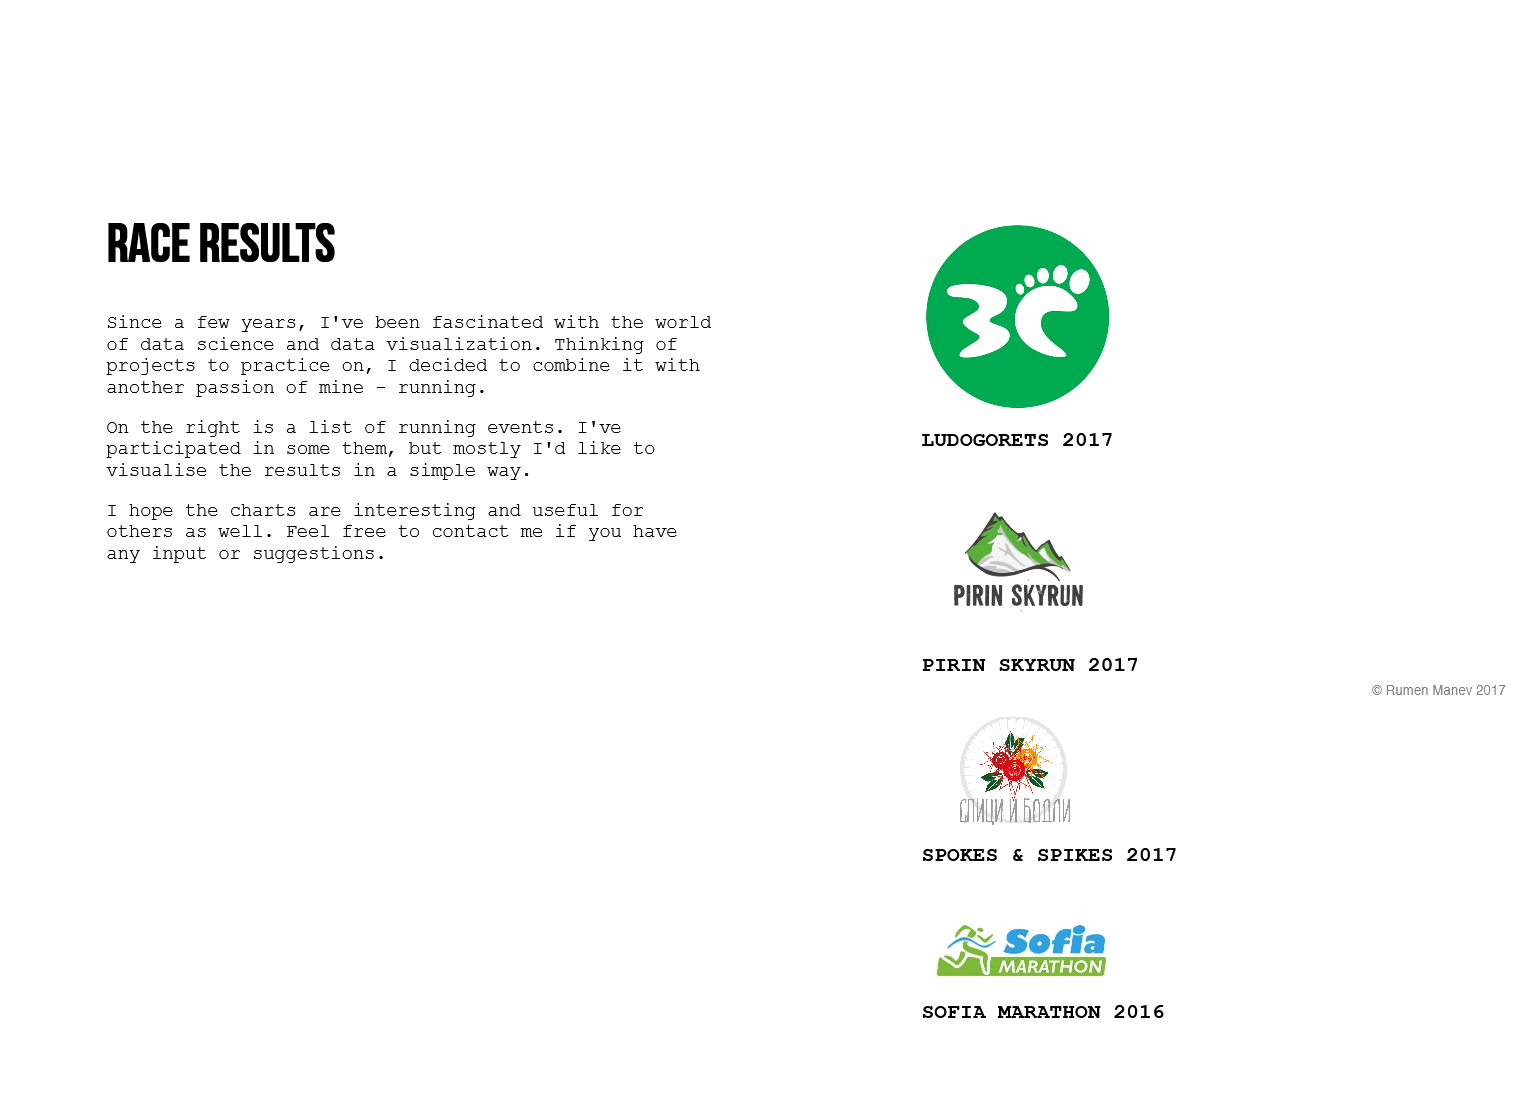 RACE RESULTS
Since a few years, I've been fascinated with the world
of data science and data visualization. Thinking of
projects to practice on, I decided to combine it with
another passion of mine - running.
On the right is a list of running events. I've
participated in some them, but mostly I'd like to
visualise the results in a simple way.
I hope the charts are interesting and useful for
others as well. Feel free to contact me if you have
any input or suggestions.
3C
LUDOGORETS 2017
PIRIN SKYRUN
PIRIN SKYRUN 2017
© Rumen Manev 2017
СПИЦИ И БОДЛИ
SPOKES & SPIKES 2017
Sofia
MARATHON
SOFIA MARATHON 2016